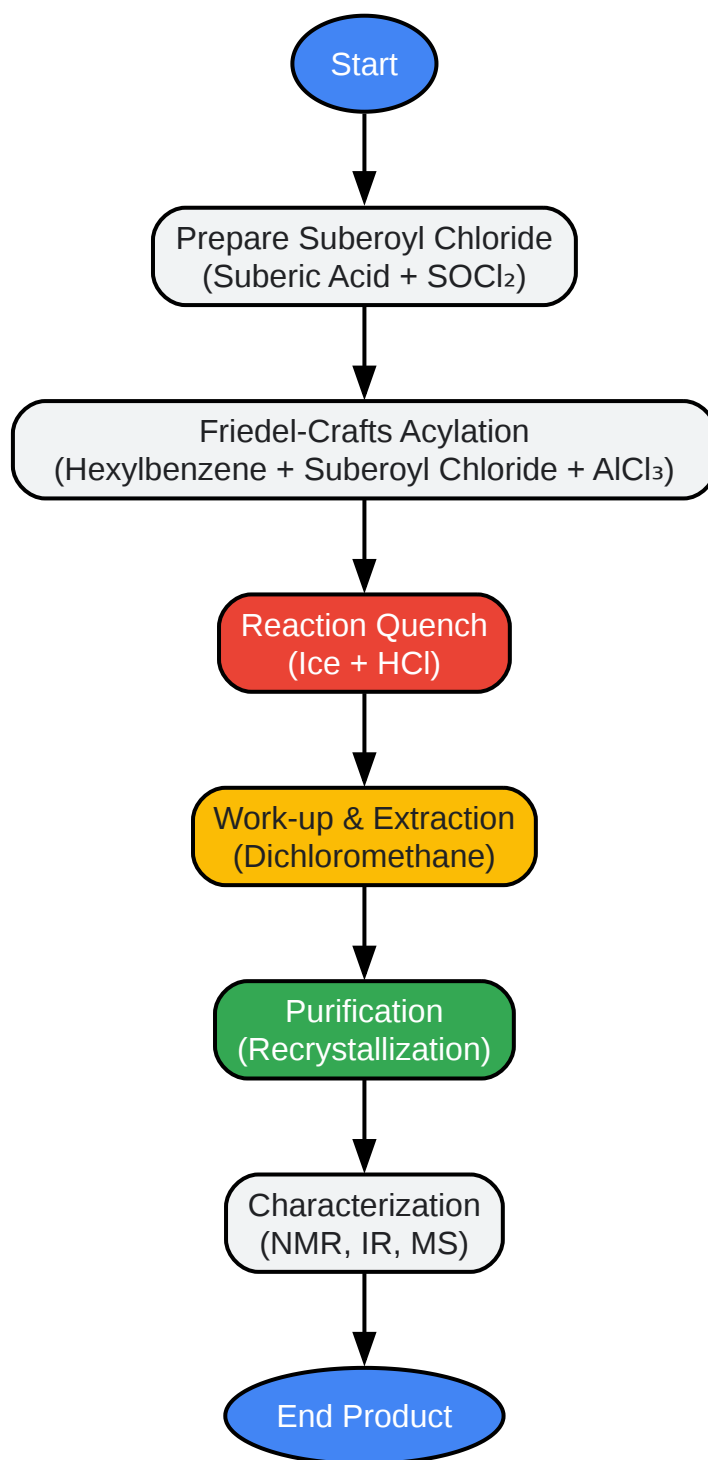 Start
Prepare Suberoyl Chloride
(Suberic Acid + SOCl₂)
Friedel-Crafts Acylation
(Hexylbenzene + Suberoyl Chloride + AlCl₃)
Reaction Quench
(Ice + HCl)
Work-up & Extraction
(Dichloromethane)
Purification
(Recrystallization)
Characterization
(NMR, IR, MS)
End Product